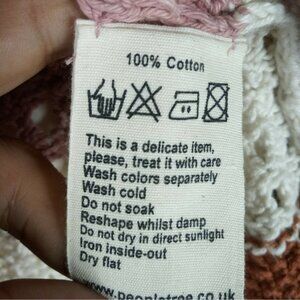 100% Cotton
This is a delicate item,
please, treat it with care
Wash colors separately
Wash cold
Do not soak
Reshape whilst damp
Do not dry in direct sunlight
Iron inside-out
Dry flat
www.peopletree.co.uk